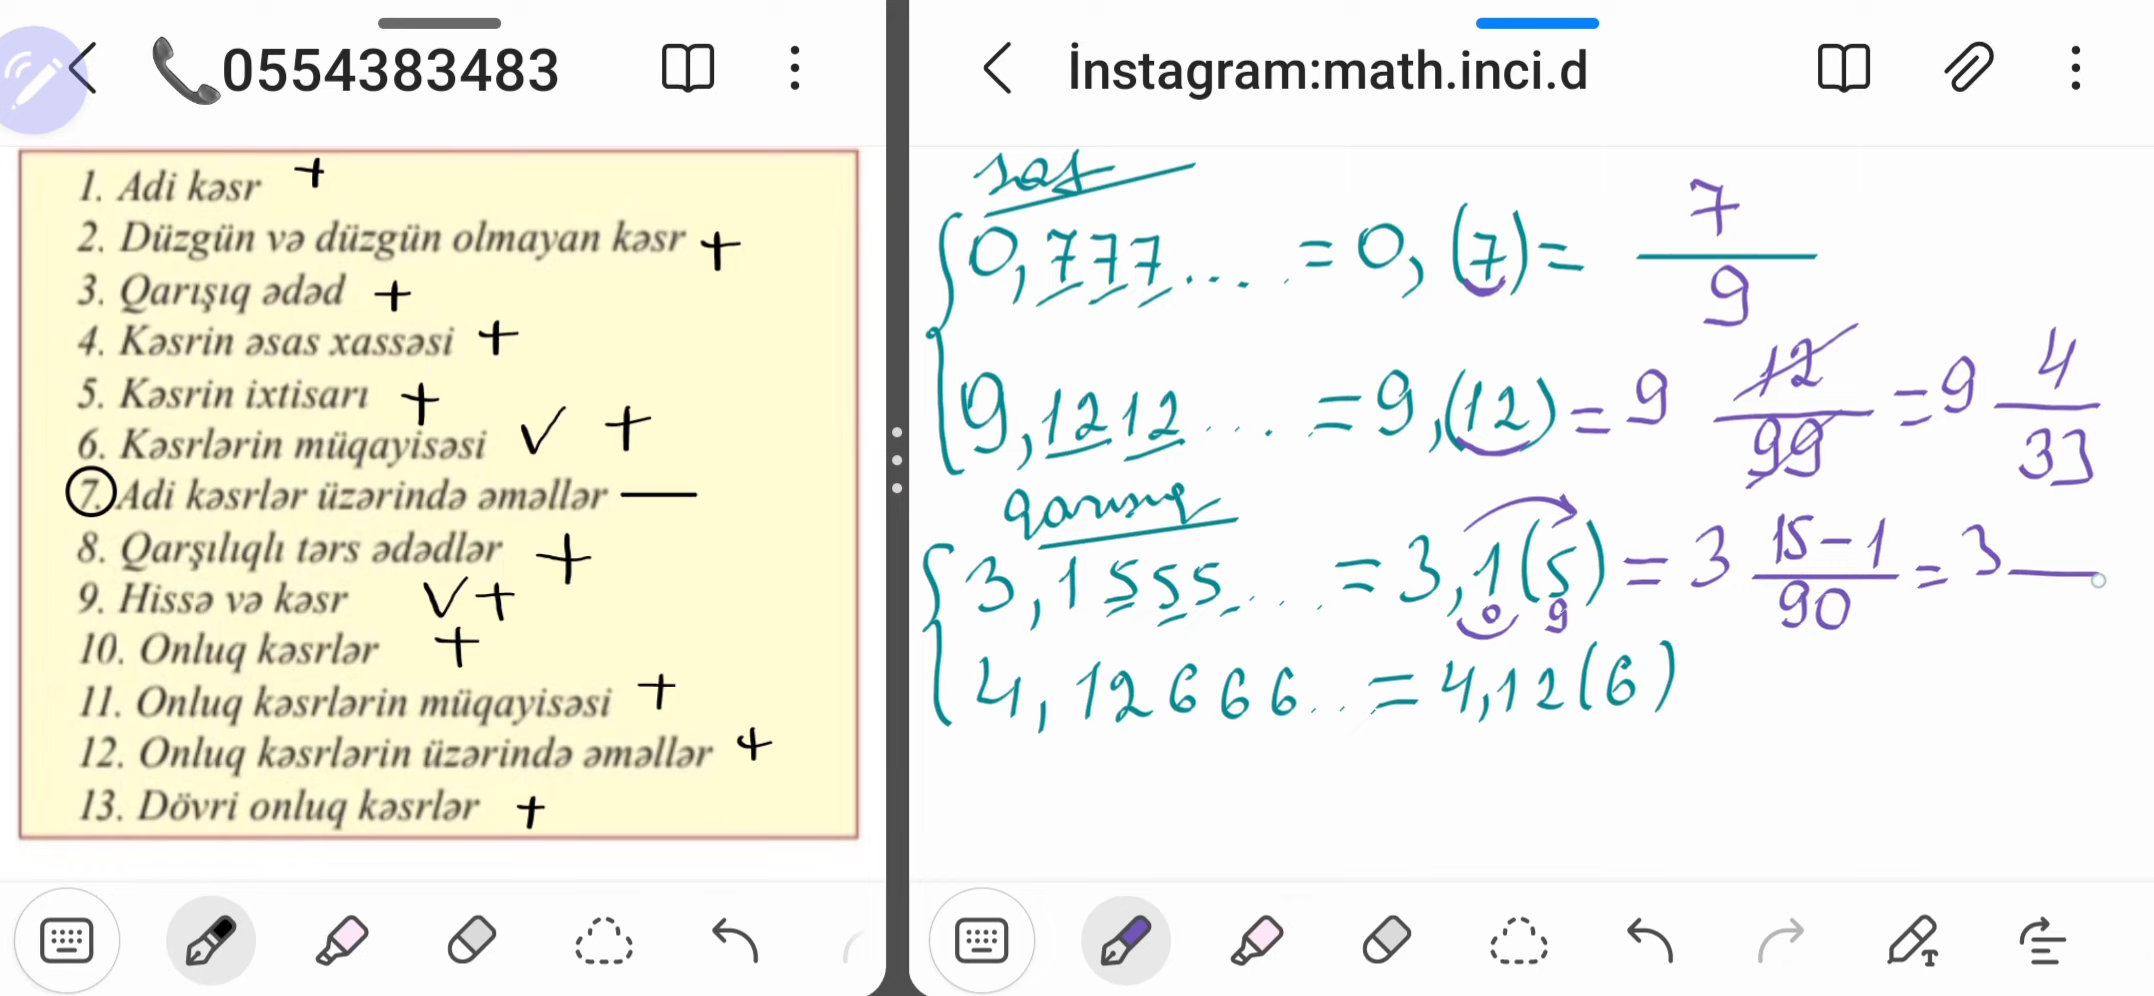 0554383483
1. Adi kəsr +
2. Düzgün və düzgün olmayan kəsr +
3. Qarışıq ədəd +
4. Kəsrin əsas xassəsi +
5. Kəsrin ixtisarı +
6. Kəsrlərin müqayisəsi ✓ +
7. Adi kəsrlər üzərində əməllər —
8. Qarşılıqlı tərs ədədlər +
9. Hissə və kəsr ✓ +
10. Onluq kəsrlər +
11. Onluq kəsrlərin müqayisəsi +
12. Onluq kəsrlərin üzərində əməllər +
13. Dövri onluq kəsrlər +
İnstagram:math.inci.d
saf
0,777... = 0,(7) = 7/9
9,1212... = 9,(12) = 9 12/99 = 9 4/33
qarışıq
3,1555... = 3,1(5) = 3 15-1/90 = 3
0 9
4,12666... = 4,12(6)